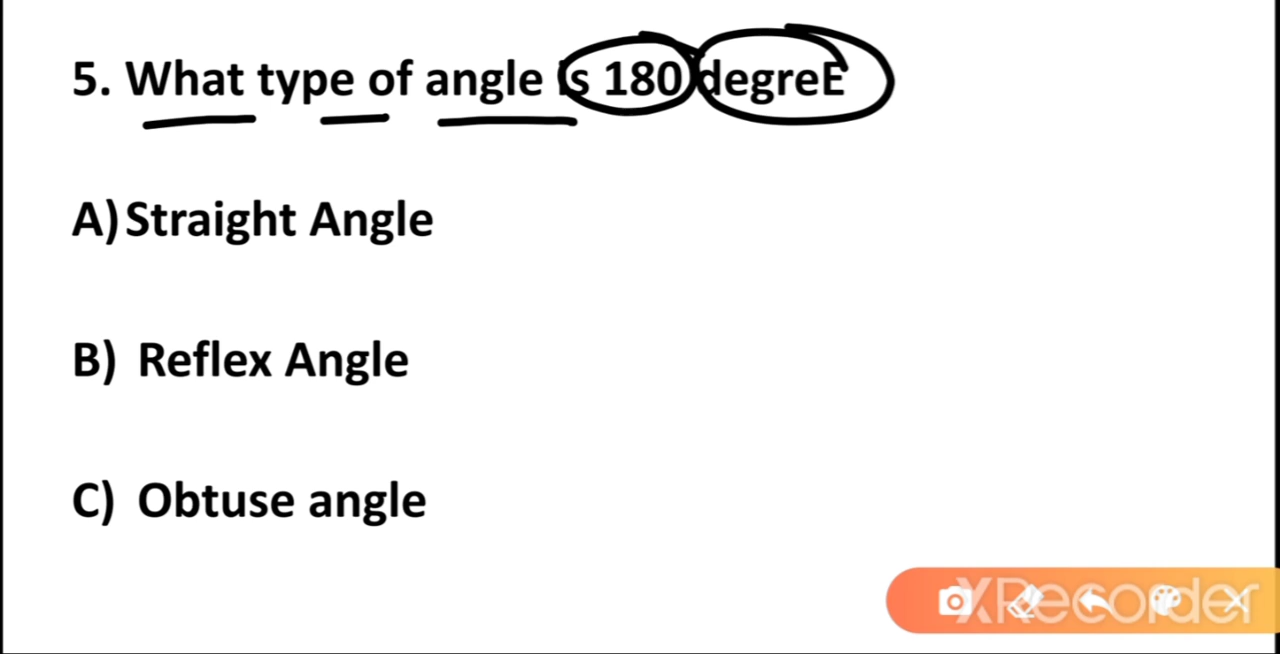 5. What type of angle is 180 degreE
A) Straight Angle
B) Reflex Angle
C) Obtuse angle
XRecorder